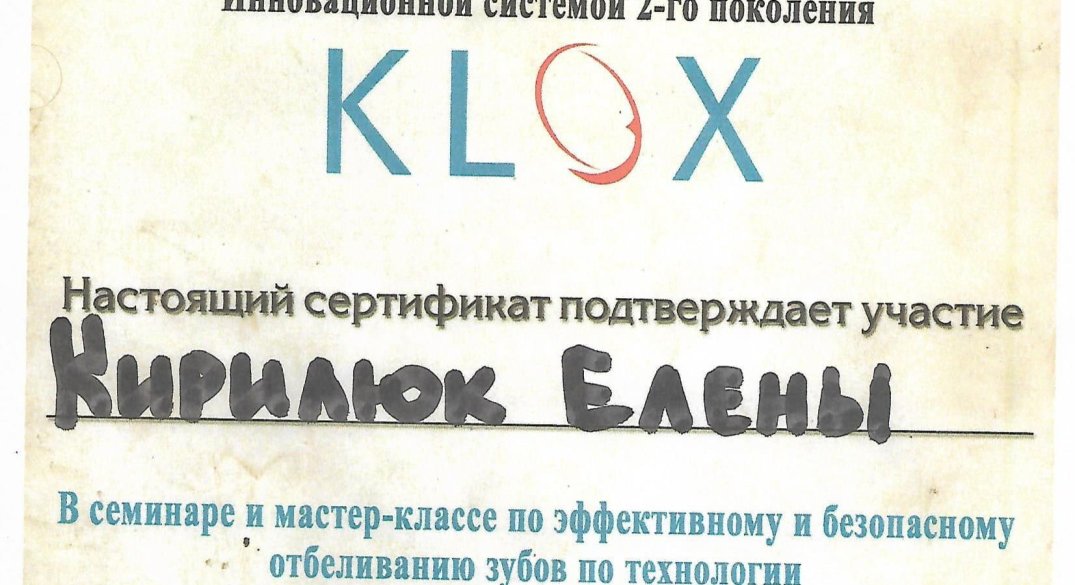 Инновационной системой 2-го поколения
KLOX
Настоящий сертификат подтверждает участие
Кирилюк Елены
В семинаре и мастер-классе по эффективному и безопасному
отбеливанию зубов по технологии